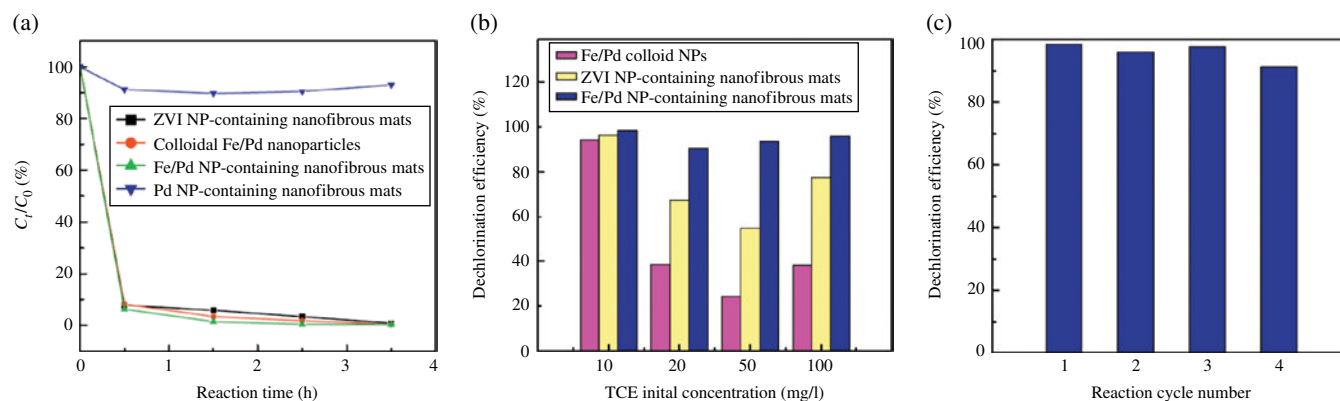 (a)
100
80
60
40
20
0
C_t/C_0 (%)
ZVI NP-containing nanofibrous mats
Colloidal Fe/Pd nanoparticles
Fe/Pd NP-containing nanofibrous mats
Pd NP-containing nanofibrous mats
0 1 2 3 4
Reaction time (h)
(b)
120
100
80
60
40
20
0
Dechlorination efficiency (%)
Fe/Pd colloid NPs
ZVI NP-containing nanofibrous mats
Fe/Pd NP-containing nanofibrous mats
10 20 50 100
TCE inital concentration (mg/l)
(c)
100
80
60
40
20
0
Dechlorination efficiency (%)
1 2 3 4
Reaction cycle number